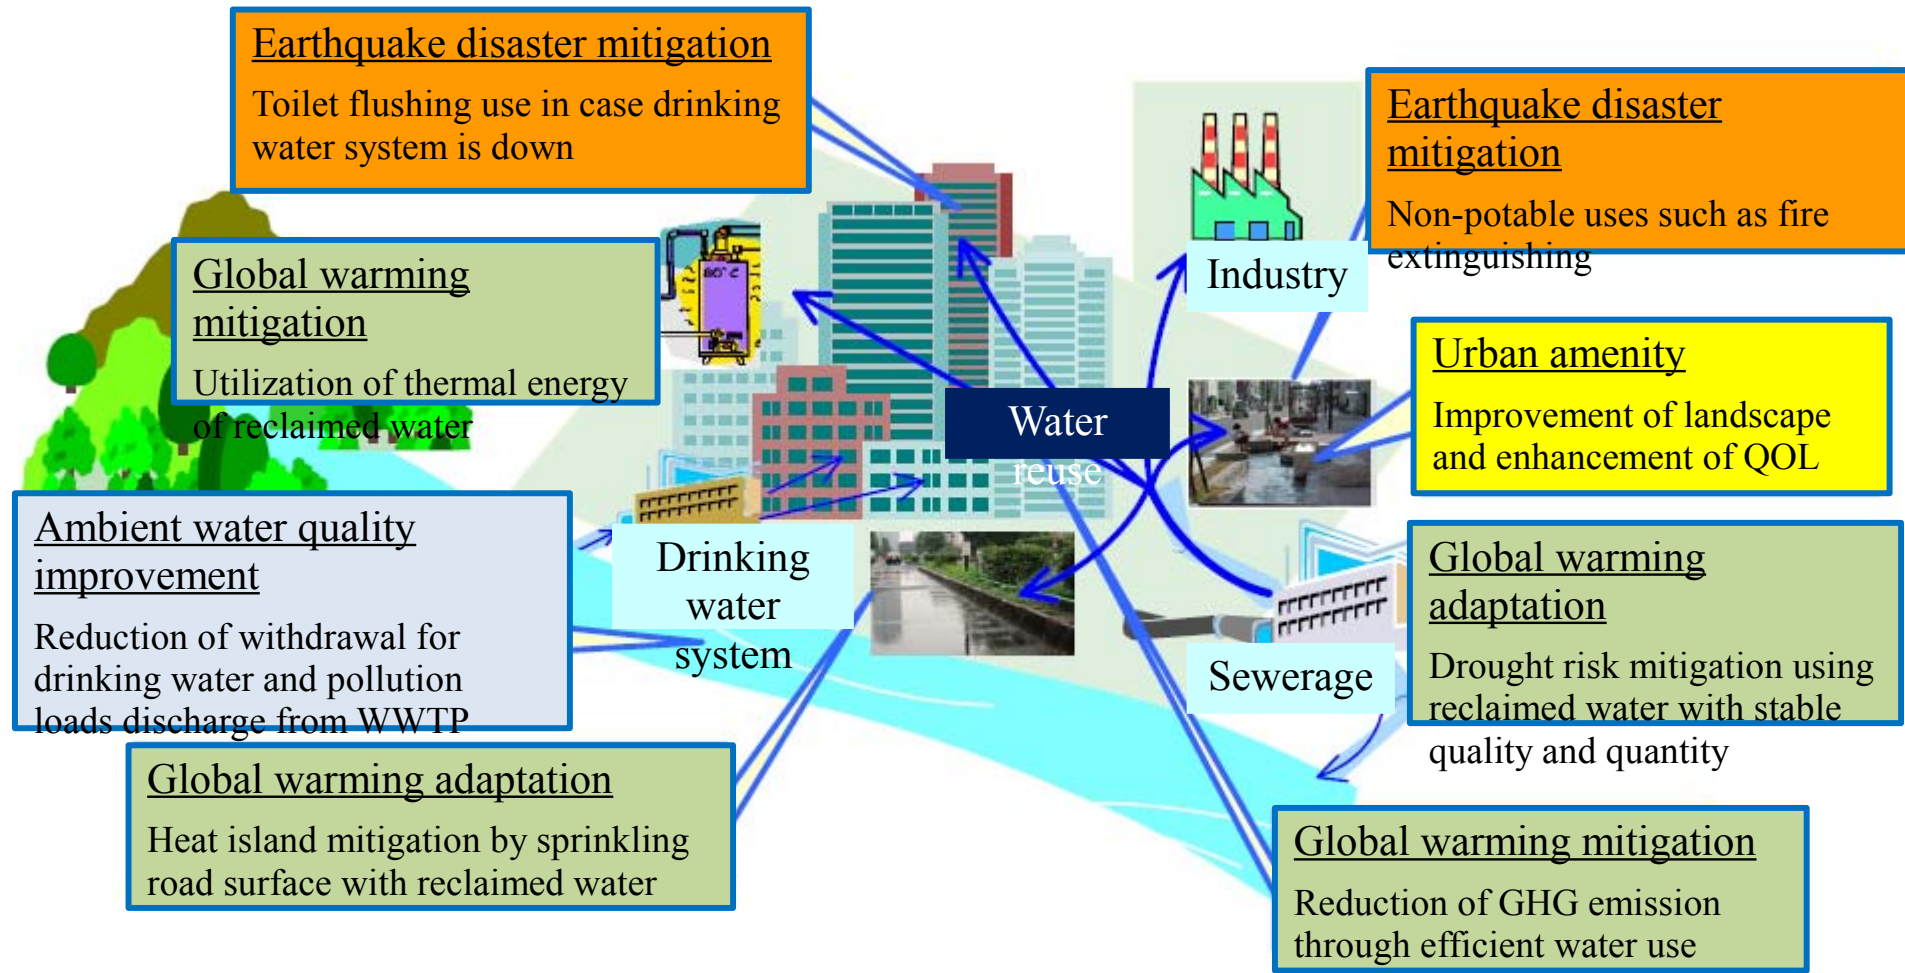 Earthquake disaster mitigation
Toilet flushing use in case drinking
water system is down
Earthquake disaster
mitigation
Non-potable uses such as fire
extinguishing
Global warming
mitigation
Utilization of thermal energy
of reclaimed water
80°C
Industry
Urban amenity
Improvement of landscape
and enhancement of QOL
Water
reuse
Ambient water quality
improvement
Reduction of withdrawal for
drinking water and pollution
loads discharge from WWTP
Drinking
water
system
Sewerage
Global warming
adaptation
Drought risk mitigation using
reclaimed water with stable
quality and quantity
Global warming adaptation
Heat island mitigation by sprinkling
road surface with reclaimed water
Global warming mitigation
Reduction of GHG emission
through efficient water use